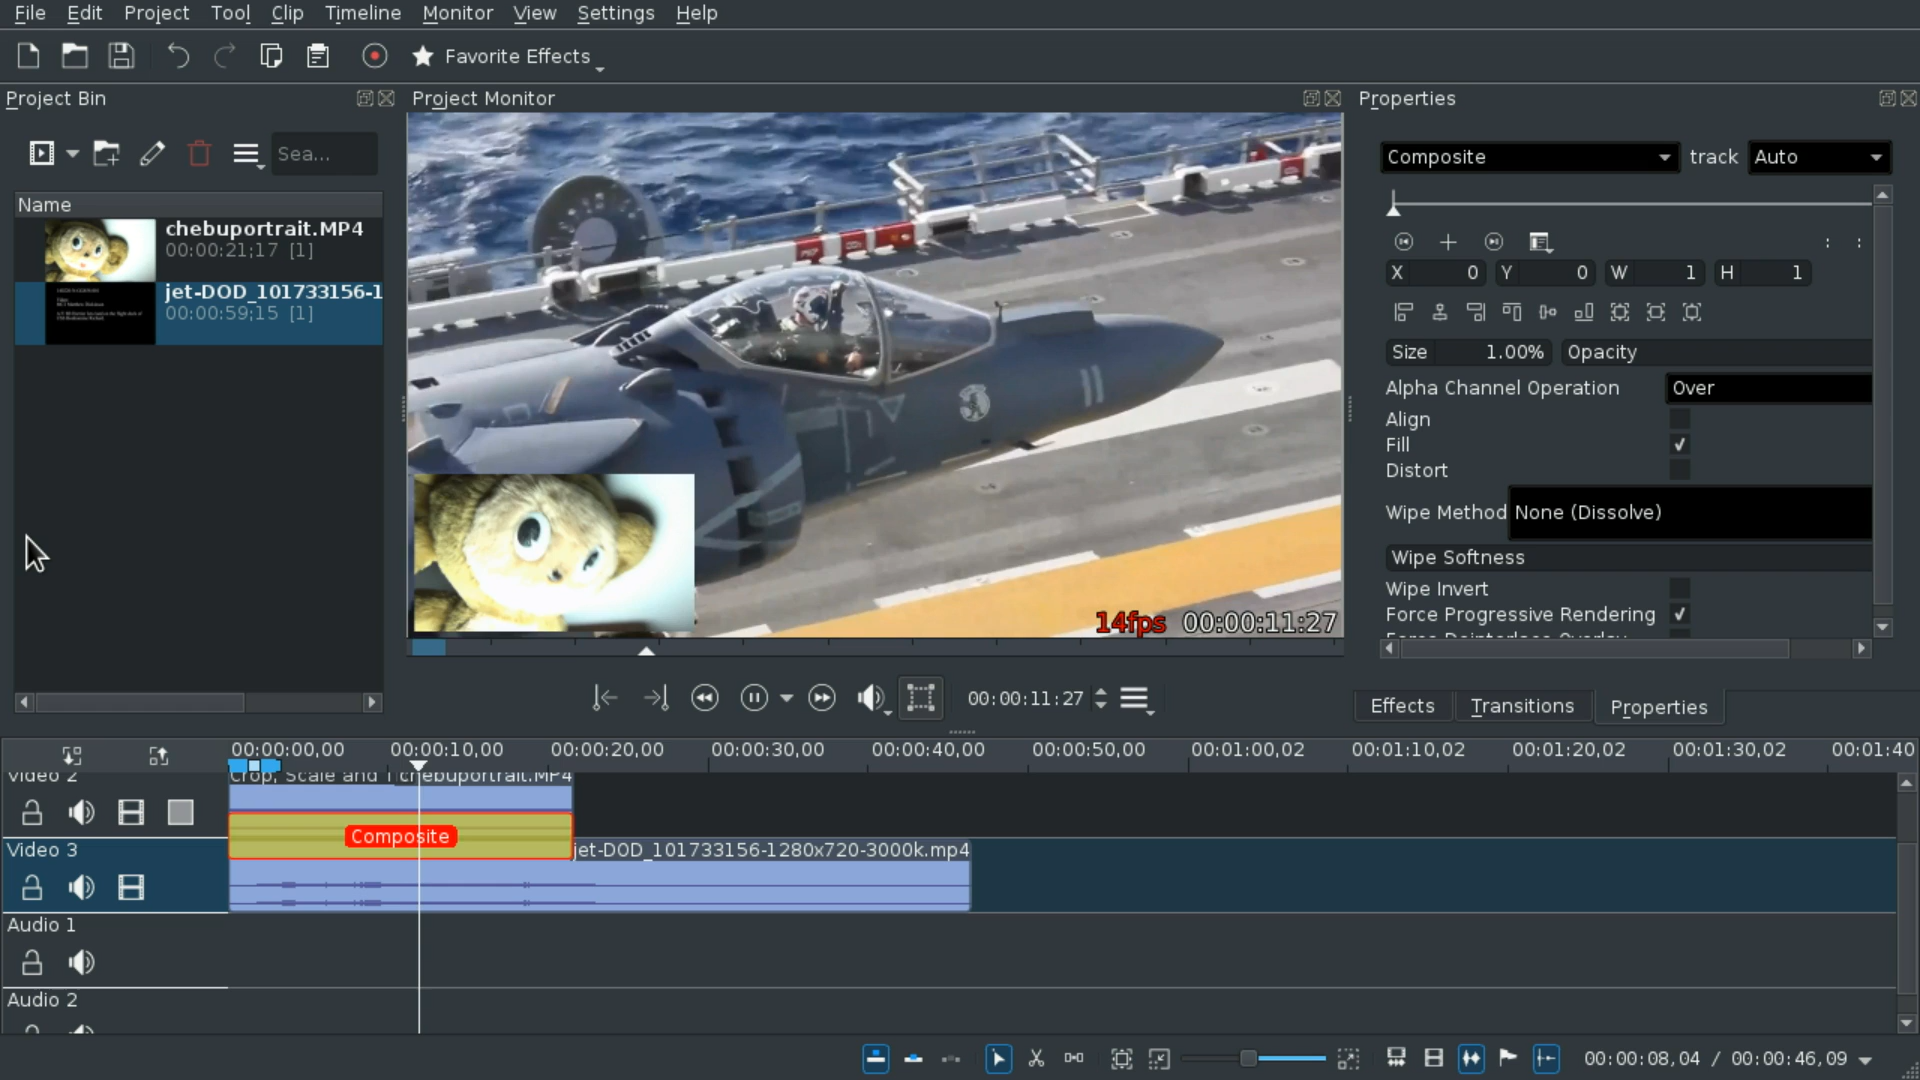 File Edit Project Tool Clip Timeline Monitor View Settings Help
Favorite Effects
Project Bin
Project Monitor
Properties
Sea...
Composite track Auto
Name
chebuportrait.MP4
00:00:21;17 [1]
jet-DOD_101733156-1
00:00:59;15 [1]
X 0 Y 0 W 1 H 1
Size 1.00% Opacity
Alpha Channel Operation Over
Align
Fill
Distort
Wipe Method None (Dissolve)
Wipe Softness
Wipe Invert
Force Progressive Rendering
14fps 00:00:11:27
00:00:11:27
Effects Transitions Properties
00:00:00,00 00:00:10,00 00:00:20,00 00:00:30,00 00:00:40,00 00:00:50,00 00:01:00,02 00:01:10,02 00:01:20,02 00:01:30,02 00:01:40
Video 2
Crop, Scale and chebuportrait.MP4
Composite
Video 3
jet-DOD_101733156-1280x720-3000k.mp4
Audio 1
Audio 2
00:00:08,04 / 00:00:46,09